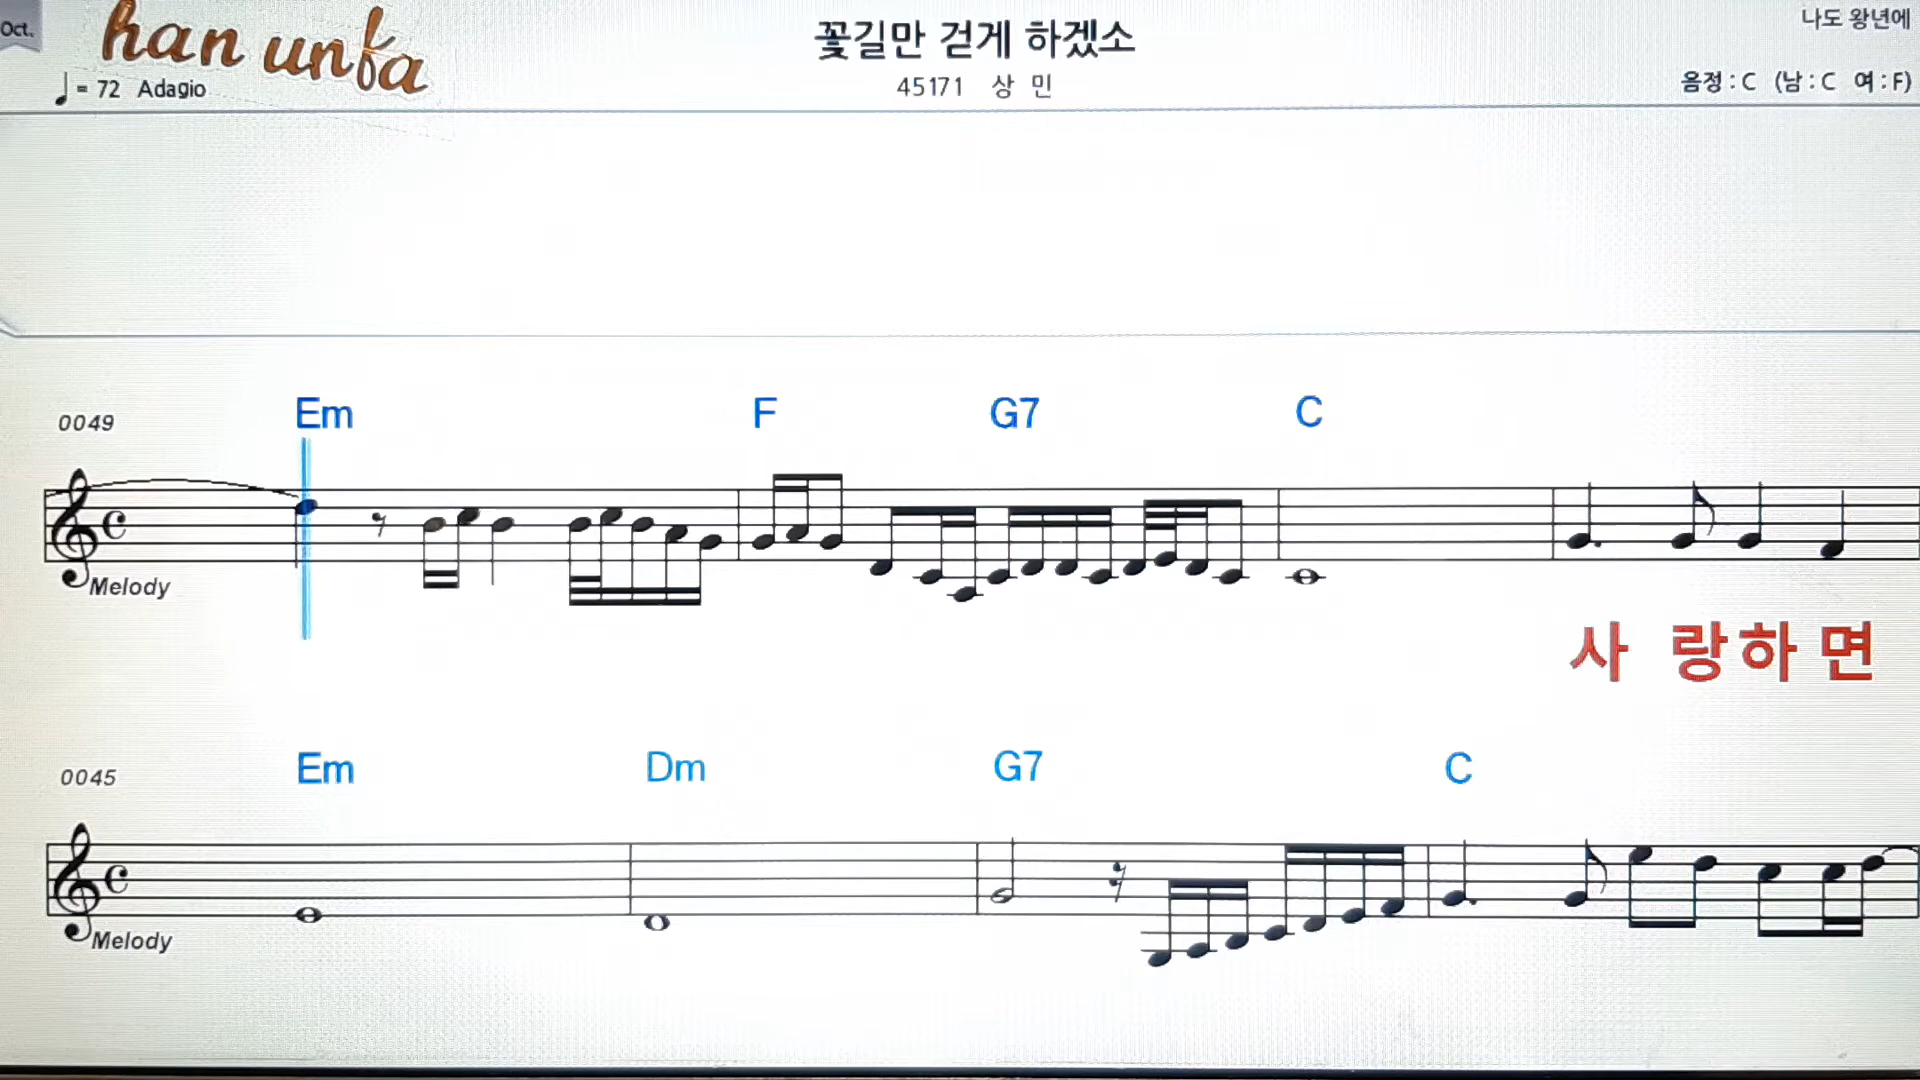 Oct.
han unfa
꽃길만 걷게 하겠소
나도 왕년에
♩ = 72 Adagio
45171 상 민
음정 : C (남 : C 여 : F)
0049
Em F G7 C
Melody
사 랑하 면
0045
Em Dm G7 C
Melody